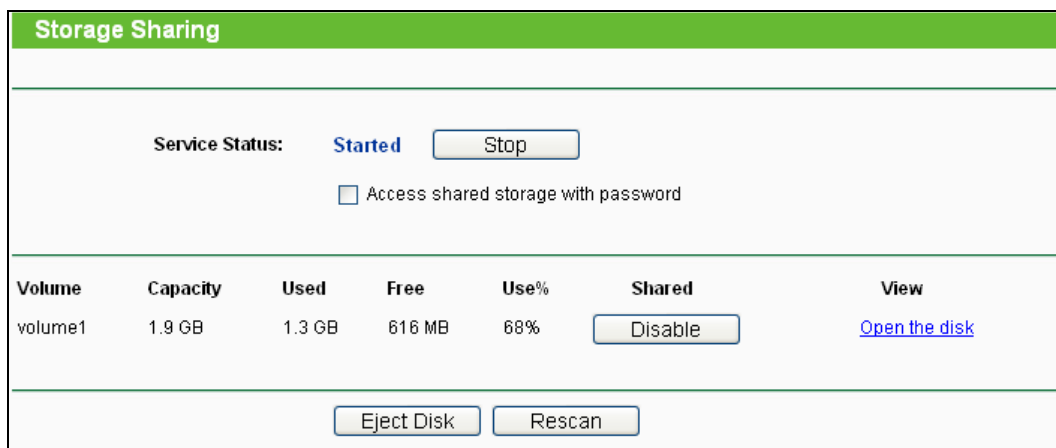 Storage Sharing
Service Status: Started Stop
Access shared storage with password
Volume Capacity Used Free Use% Shared View
volume1 1.9 GB 1.3 GB 616 MB 68% Disable Open the disk
Eject Disk Rescan